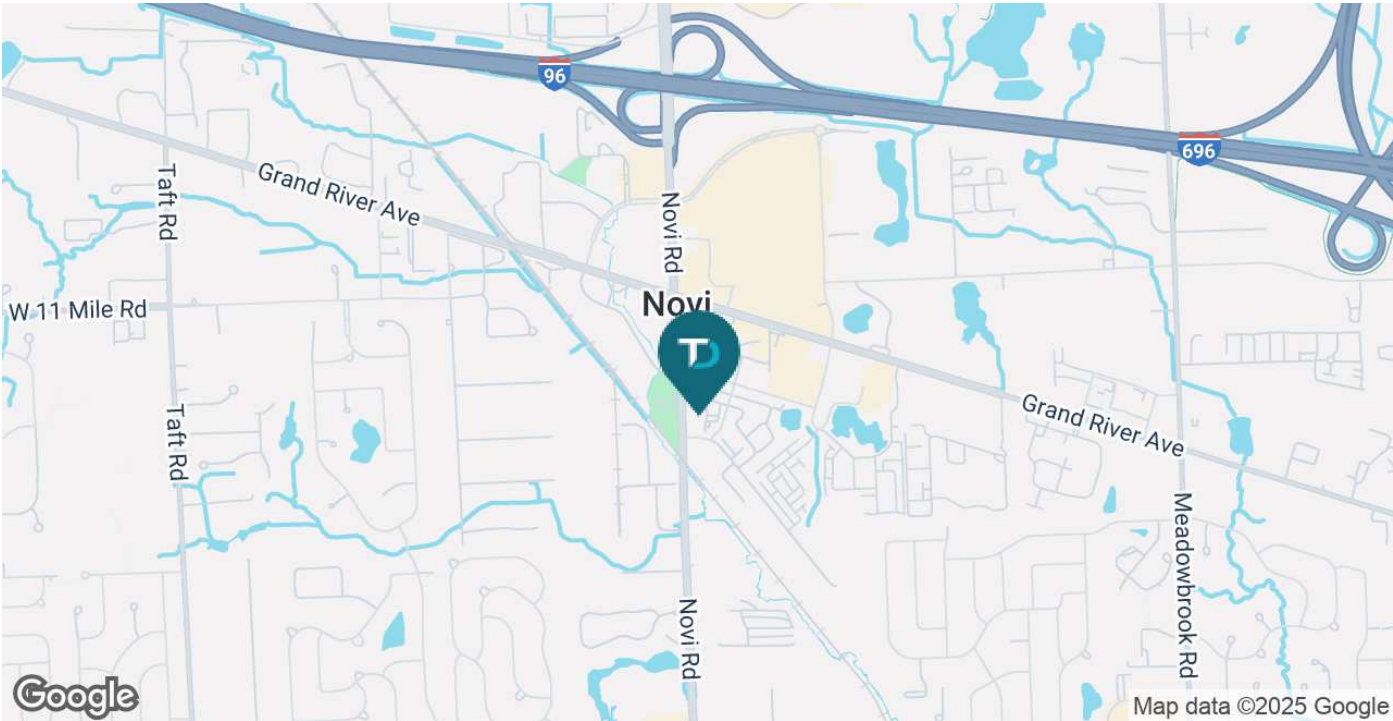 96
696
Taft Rd
Grand River Ave
Novi Rd
W 11 Mile Rd
Novi
TD
Taft Rd
Grand River Ave
Meadowbrook Rd
Novi Rd
Google
Map data ©2025 Google